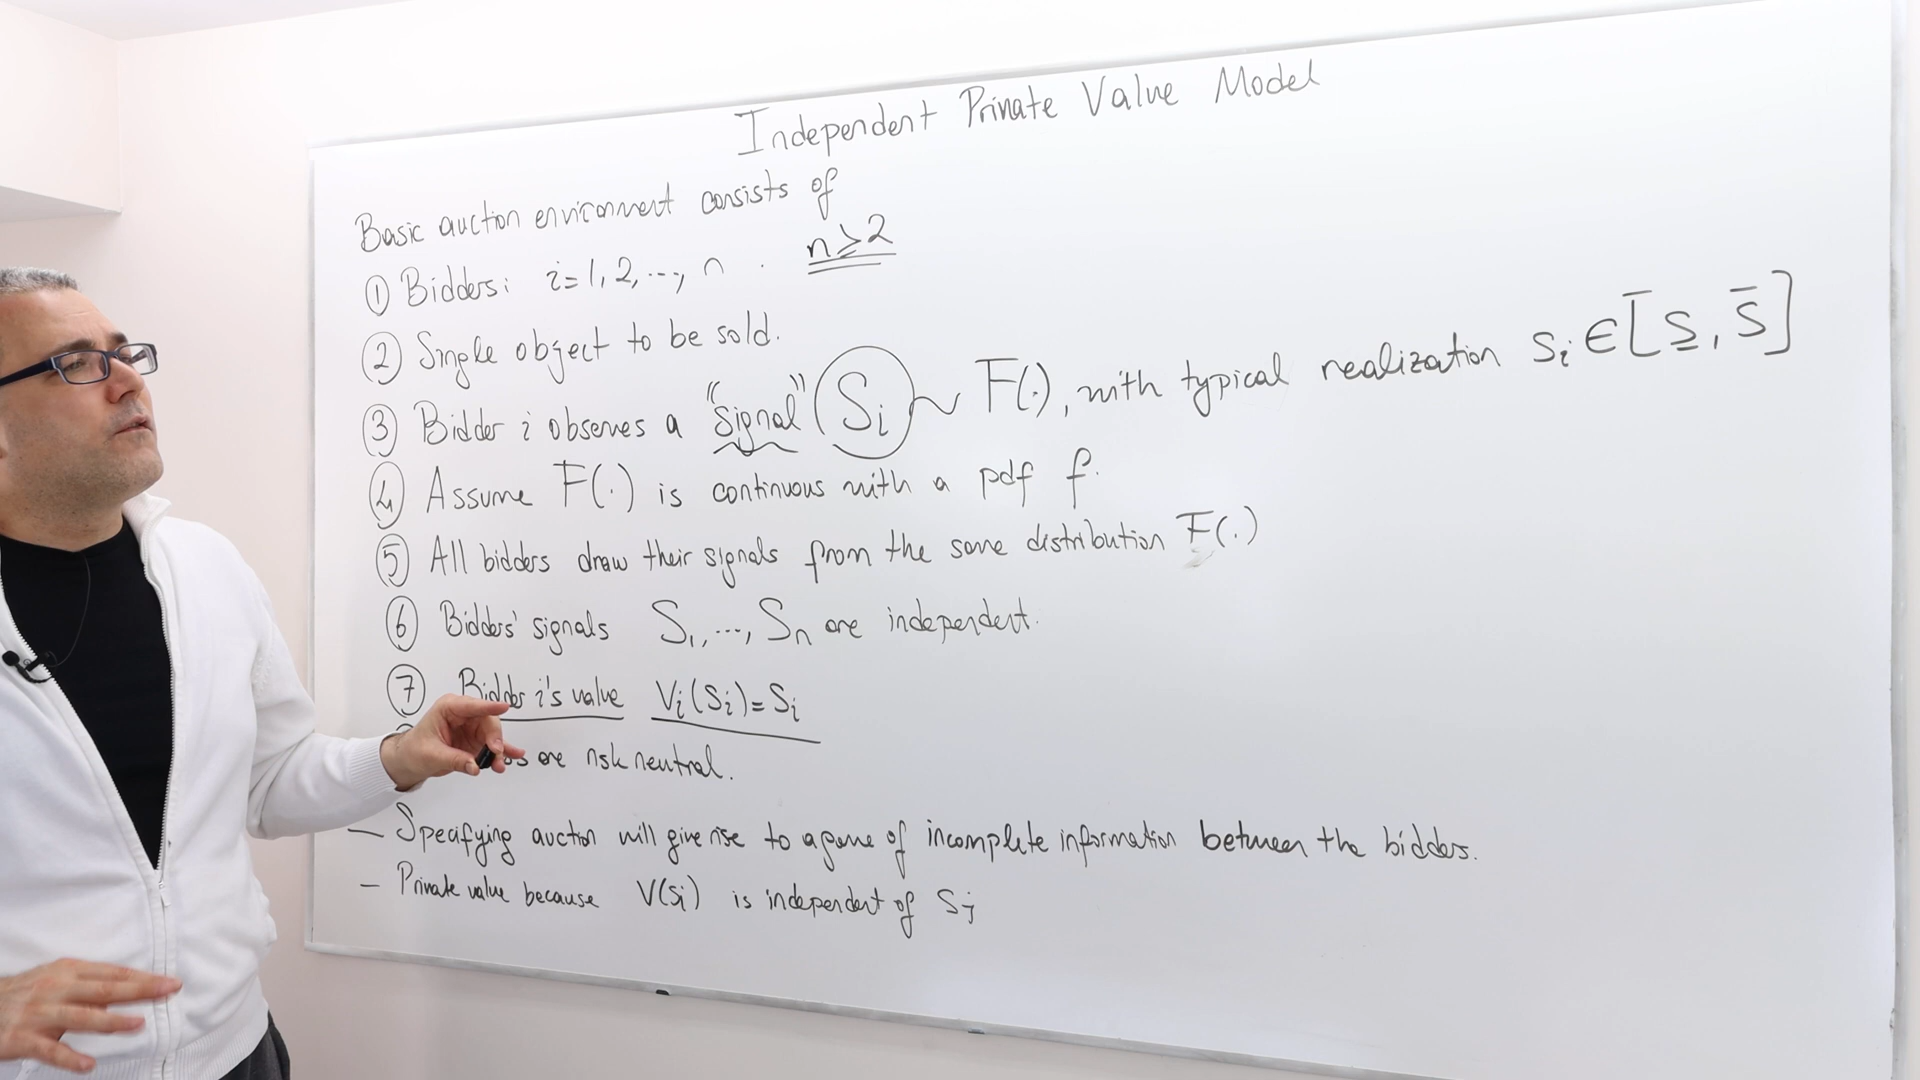 Independent Private Value Model
Basic auction environment consists of
① Bidders: i=1, 2, ..., n . n≥2
② Single object to be sold.
③ Bidder i observes a "signal" Si ~ F(.), with typical realization si ∈ [s̲, s̄]
④ Assume F(.) is continuous with a pdf f.
⑤ All bidders draw their signals from the same distribution F(.)
⑥ Bidders' signals S1, ..., Sn are independent.
⑦ Bidder i's value Vi(si) = si
are risk neutral.
– Specifying auction will give rise to a game of incomplete information between the bidders.
– Private value because V(si) is independent of sj